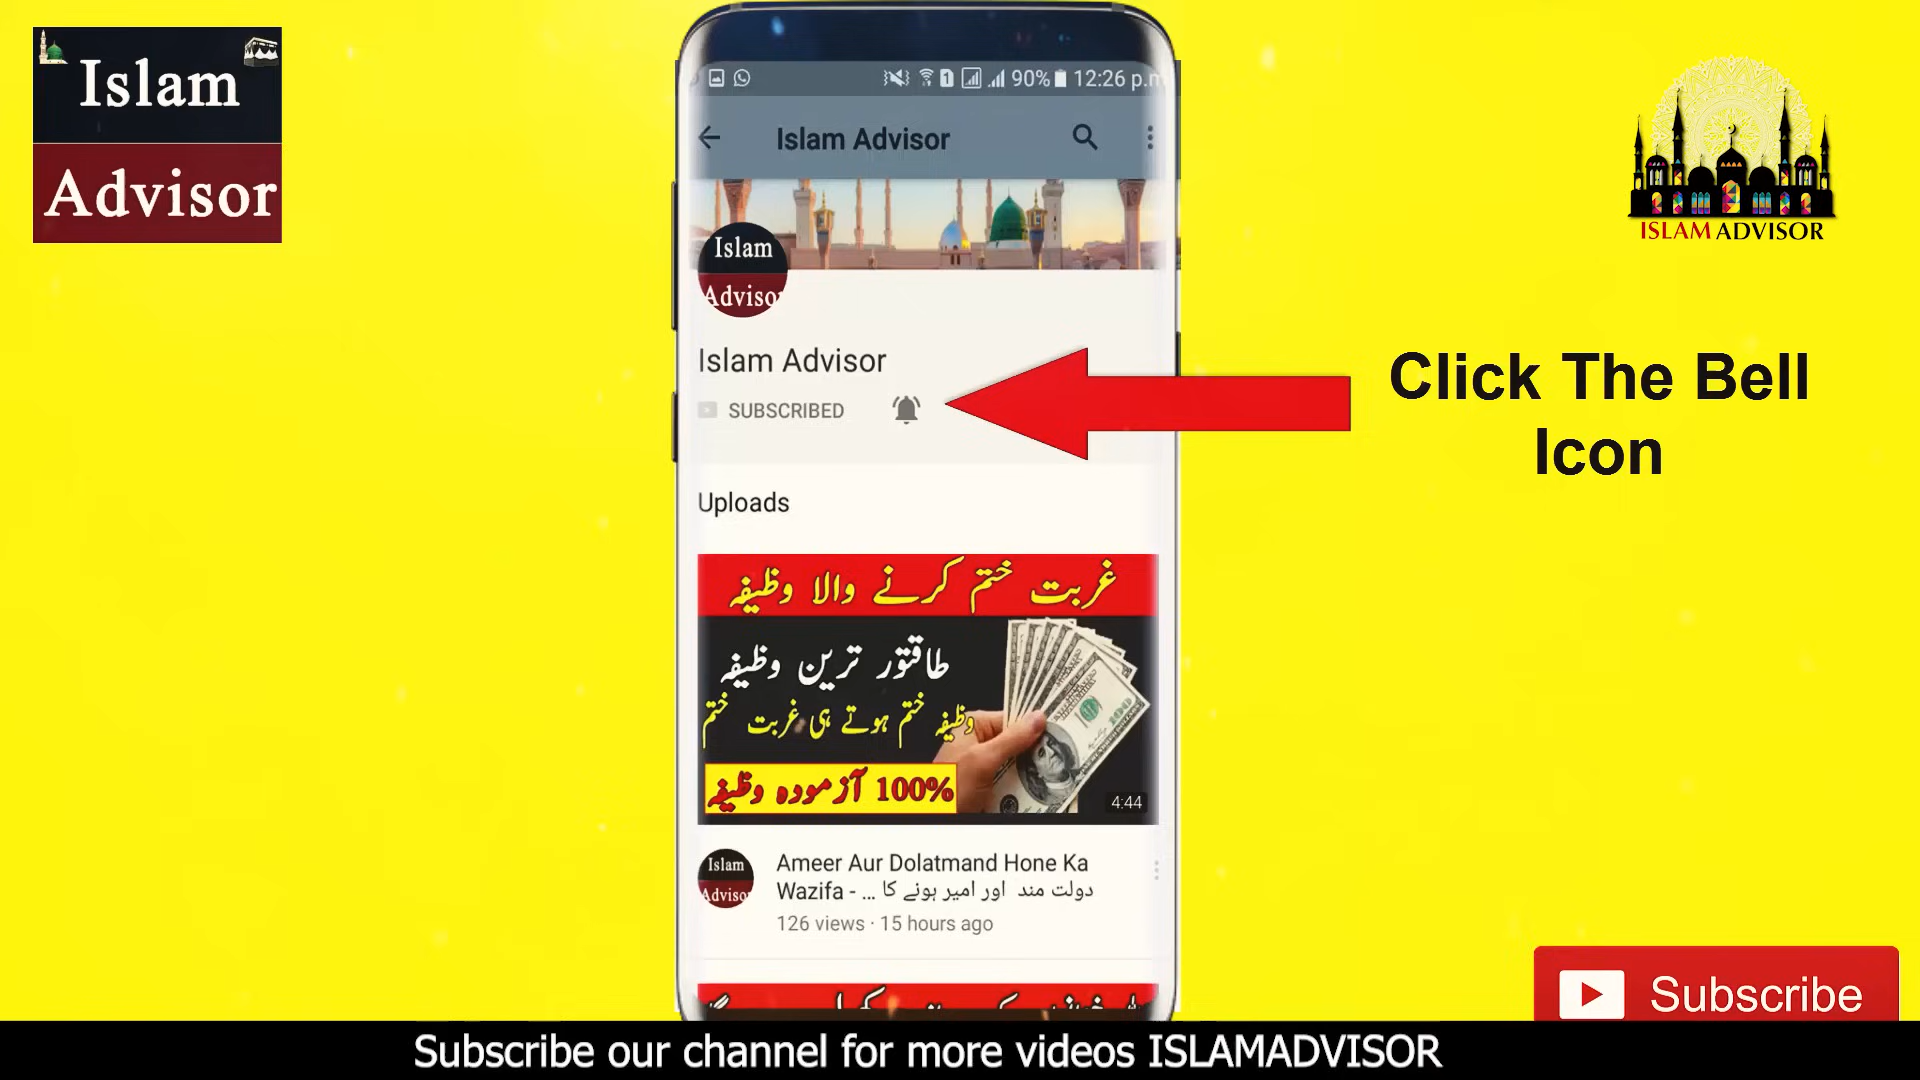 Islam
Advisor
90% 12:26 p.m
Islam Advisor
ISLAM ADVISOR
Islam
Advisor
Islam Advisor
SUBSCRIBED
Click The Bell
Icon
Uploads
غربت ختم کرنے والا وظیفہ
طاقتور ترین وظیفہ
وظیفہ ختم ہوتے ہی غربت ختم
100% آزمودہ وظیفہ
4:44
Islam
Advisor
Ameer Aur Dolatmand Hone Ka
Wazifa - ... دولت مند اور امیر ہونے کا
126 views · 15 hours ago
Subscribe
Subscribe our channel for more videos ISLAMADVISOR